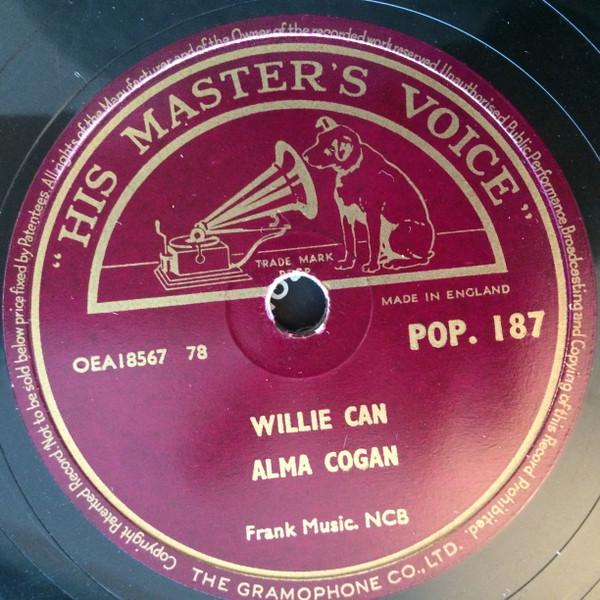 Copyright Patented Record Not to be sold below price fixed by Patentees. All rights of the Manufacturer and of the Owner of the recorded work reserved. Unauthorised Public Performance Broadcasting and Copying of this Record Prohibited.
"HIS MASTER'S VOICE"
TRADE MARK
MADE IN ENGLAND
POP. 187
OEA18567 78
WILLIE CAN
ALMA COGAN
Frank Music. NCB
THE GRAMOPHONE CO., LTD.